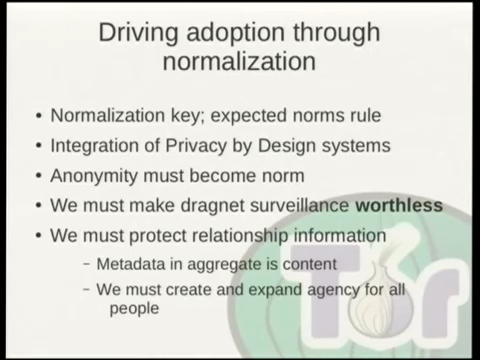 Driving adoption through
normalization
• Normalization key; expected norms rule
• Integration of Privacy by Design systems
• Anonymity must become norm
• We must make dragnet surveillance worthless
• We must protect relationship information
– Metadata in aggregate is content
– We must create and expand agency for all
people
Tor